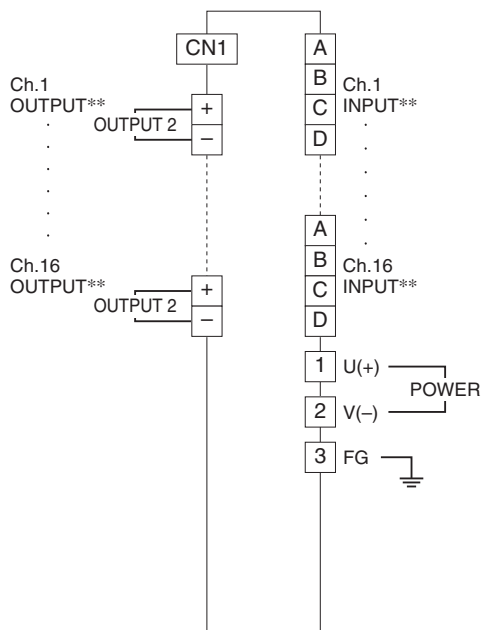 CN1
Ch.1
OUTPUT**
OUTPUT 2
+
–
Ch.16
OUTPUT**
OUTPUT 2
+
–
A
B
C
D
Ch.1
INPUT**
A
B
C
D
Ch.16
INPUT**
1 U(+)
POWER
2 V(–)
3 FG